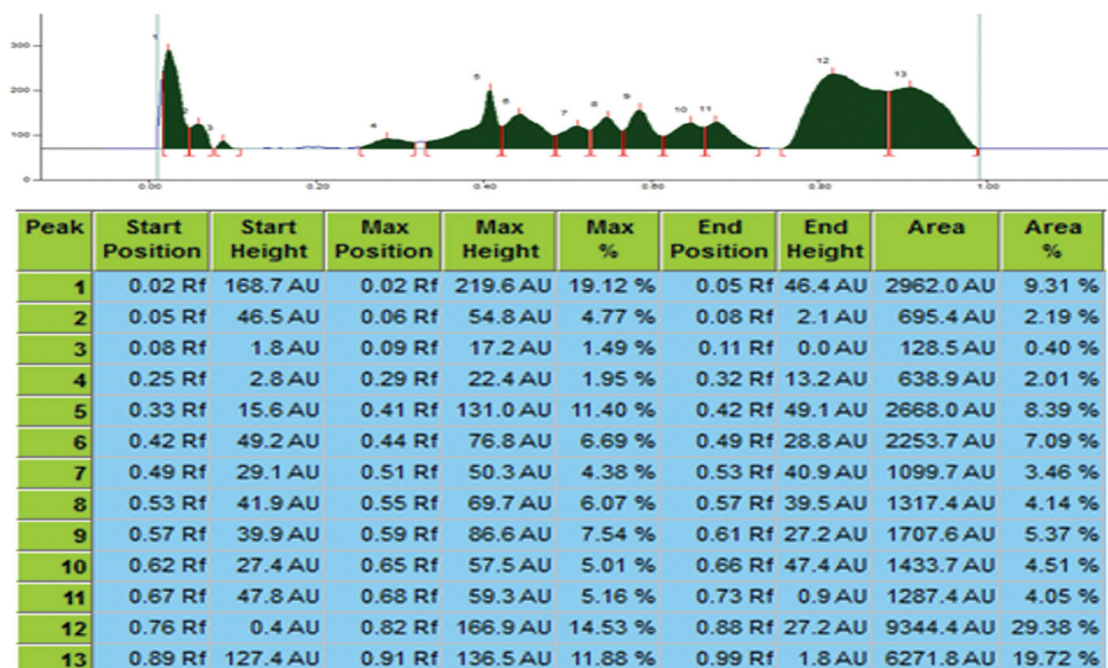 300
200
100
0.00 0.20 0.40 0.60 0.80 1.00
1 2 3 4 5 6 7 8 9 10 11 12 13
Peak Start Position Start Height Max Position Max Height Max % End Position End Height Area Area %
1 0.02 Rf 168.7 AU 0.02 Rf 219.6 AU 19.12 % 0.05 Rf 46.4 AU 2962.0 AU 9.31 %
2 0.05 Rf 46.5 AU 0.06 Rf 54.8 AU 4.77 % 0.08 Rf 2.1 AU 695.4 AU 2.19 %
3 0.08 Rf 1.8 AU 0.09 Rf 17.2 AU 1.49 % 0.11 Rf 0.0 AU 128.5 AU 0.40 %
4 0.25 Rf 2.8 AU 0.29 Rf 22.4 AU 1.95 % 0.32 Rf 13.2 AU 638.9 AU 2.01 %
5 0.33 Rf 15.6 AU 0.41 Rf 131.0 AU 11.40 % 0.42 Rf 49.1 AU 2668.0 AU 8.39 %
6 0.42 Rf 49.2 AU 0.44 Rf 76.8 AU 6.69 % 0.49 Rf 28.8 AU 2253.7 AU 7.09 %
7 0.49 Rf 29.1 AU 0.51 Rf 50.3 AU 4.38 % 0.53 Rf 40.9 AU 1099.7 AU 3.46 %
8 0.53 Rf 41.9 AU 0.55 Rf 69.7 AU 6.07 % 0.57 Rf 39.5 AU 1317.4 AU 4.14 %
9 0.57 Rf 39.9 AU 0.59 Rf 86.6 AU 7.54 % 0.61 Rf 27.2 AU 1707.6 AU 5.37 %
10 0.62 Rf 27.4 AU 0.65 Rf 57.5 AU 5.01 % 0.66 Rf 47.4 AU 1433.7 AU 4.51 %
11 0.67 Rf 47.8 AU 0.68 Rf 59.3 AU 5.16 % 0.73 Rf 0.9 AU 1287.4 AU 4.05 %
12 0.76 Rf 0.4 AU 0.82 Rf 166.9 AU 14.53 % 0.88 Rf 27.2 AU 9344.4 AU 29.38 %
13 0.89 Rf 127.4 AU 0.91 Rf 136.5 AU 11.88 % 0.99 Rf 1.8 AU 6271.8 AU 19.72 %